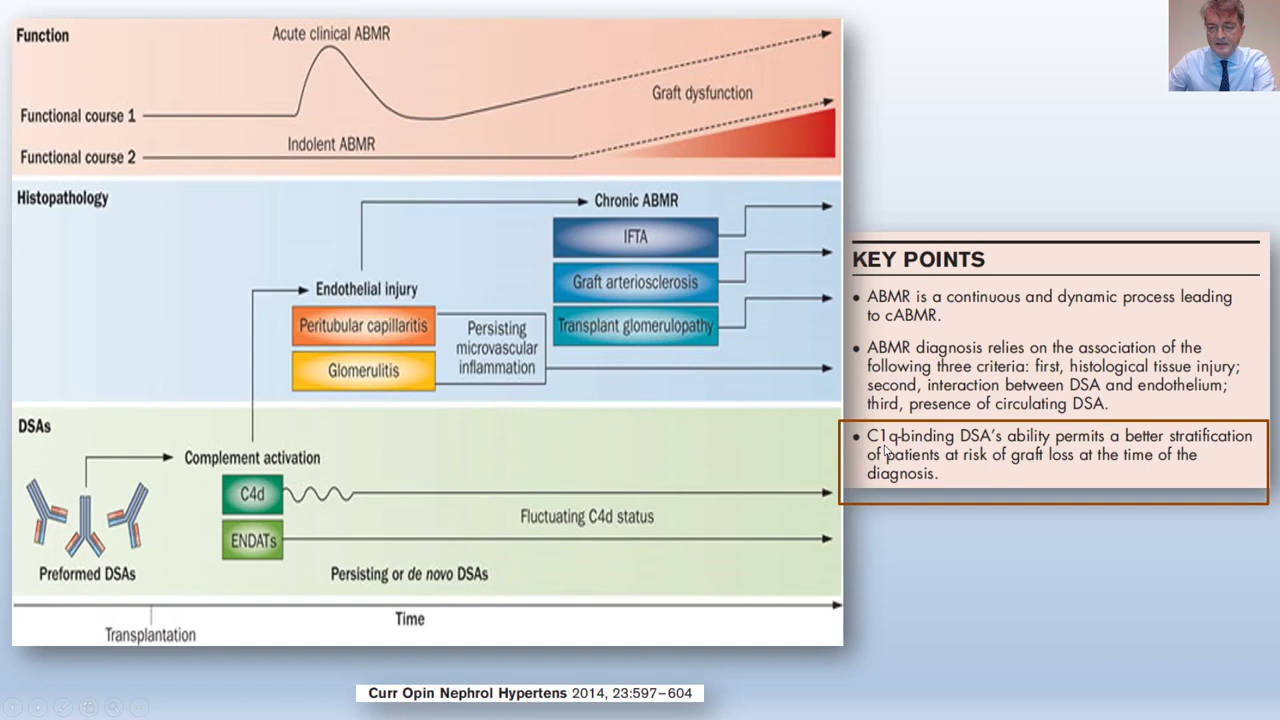 Function
Acute clinical ABMR
Functional course 1
Graft dysfunction
Indolent ABMR
Functional course 2
Histopathology
Chronic ABMR
IFTA
Graft arteriosclerosis
Transplant glomerulopathy
Endothelial injury
Peritubular capillaritis
Glomerulitis
Persisting
microvascular
inflammation
DSAs
Complement activation
C4d
Fluctuating C4d status
ENDATs
Preformed DSAs
Persisting or de novo DSAs
Time
Transplantation
KEY POINTS
• ABMR is a continuous and dynamic process leading
to cABMR.
• ABMR diagnosis relies on the association of the
following three criteria: first, histological tissue injury;
second, interaction between DSA and endothelium;
third, presence of circulating DSA.
• C1q-binding DSA's ability permits a better stratification
of patients at risk of graft loss at the time of the
diagnosis.
Curr Opin Nephrol Hypertens 2014, 23:597–604